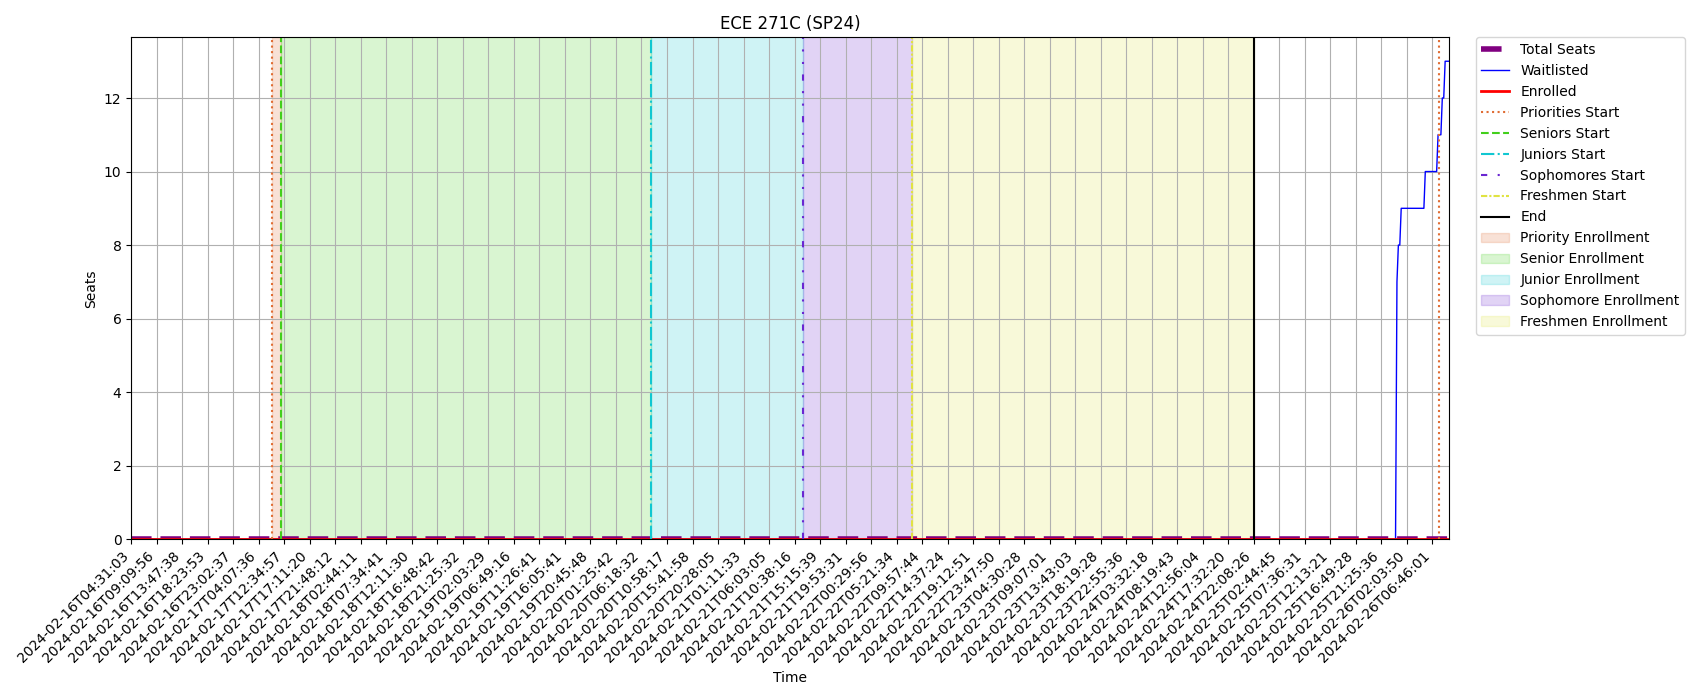 ECE 271C (SP24)
Total Seats
Waitlisted
Enrolled
Priorities Start
Seniors Start
Juniors Start
Sophomores Start
Freshmen Start
End
Priority Enrollment
Senior Enrollment
Junior Enrollment
Sophomore Enrollment
Freshmen Enrollment
Seats
12
10
8
6
4
2
0
2024-02-16T04:31:03
2024-02-16T09:09:56
2024-02-16T13:47:38
2024-02-16T18:23:53
2024-02-16T23:02:37
2024-02-17T04:07:36
2024-02-17T12:34:57
2024-02-17T17:11:20
2024-02-17T21:48:12
2024-02-18T02:44:11
2024-02-18T07:34:41
2024-02-18T12:11:30
2024-02-18T16:48:42
2024-02-18T21:25:32
2024-02-19T02:03:29
2024-02-19T06:49:16
2024-02-19T11:26:41
2024-02-19T16:05:41
2024-02-19T20:45:48
2024-02-20T01:25:42
2024-02-20T06:18:32
2024-02-20T10:58:17
2024-02-20T15:41:58
2024-02-20T20:28:05
2024-02-21T01:11:33
2024-02-21T06:03:05
2024-02-21T10:38:16
2024-02-21T15:15:39
2024-02-21T19:53:31
2024-02-22T00:29:56
2024-02-22T05:21:34
2024-02-22T09:57:44
2024-02-22T14:37:24
2024-02-22T19:12:51
2024-02-22T23:47:50
2024-02-23T04:30:28
2024-02-23T09:07:01
2024-02-23T13:43:03
2024-02-23T18:19:28
2024-02-23T22:55:36
2024-02-24T03:32:18
2024-02-24T08:19:43
2024-02-24T12:56:04
2024-02-24T17:32:20
2024-02-24T22:08:26
2024-02-25T02:44:45
2024-02-25T07:36:31
2024-02-25T12:13:21
2024-02-25T16:49:28
2024-02-25T21:25:36
2024-02-26T02:03:50
2024-02-26T06:46:01
Time